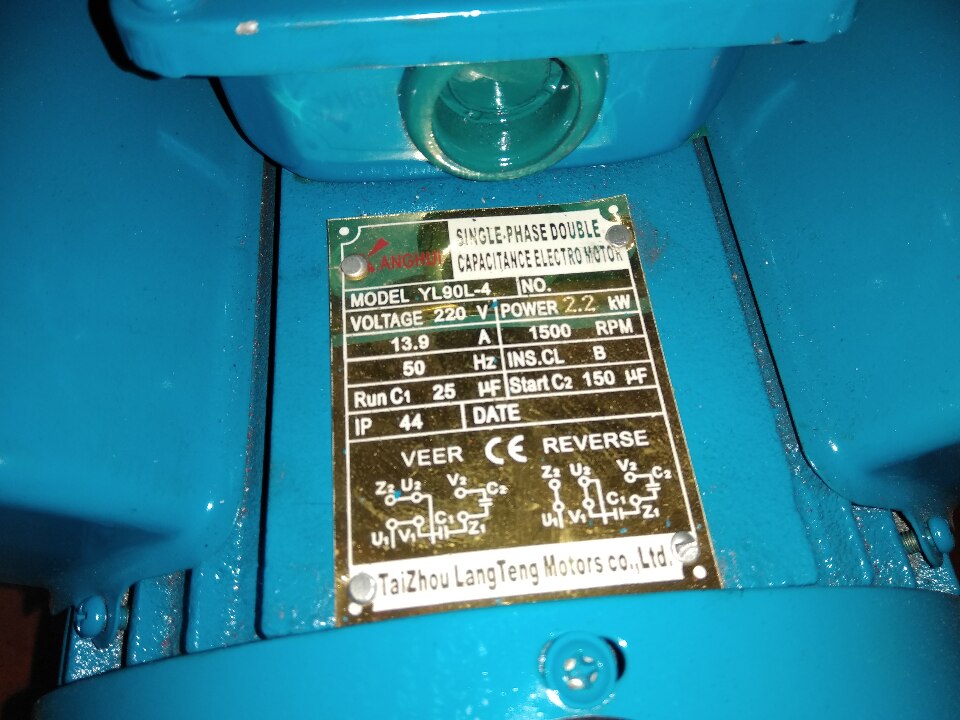 LANGHUI
SINGLE-PHASE DOUBLE
CAPACITANCE ELECTRO MOTOR
MODEL YL90L-4 NO.
VOLTAGE 220 V POWER 2.2 kW
13.9 A 1500 RPM
50 Hz INS.CL B
Run C1 25 µF Start C2 150 µF
IP 44 DATE
VEER CE REVERSE
Z2 U2 V2 C2 Z2 U2 V2 C2
U1 V1 C1 Z1 U1 V1 C1 Z1
TaiZhou LangTeng Motors co.,Ltd.